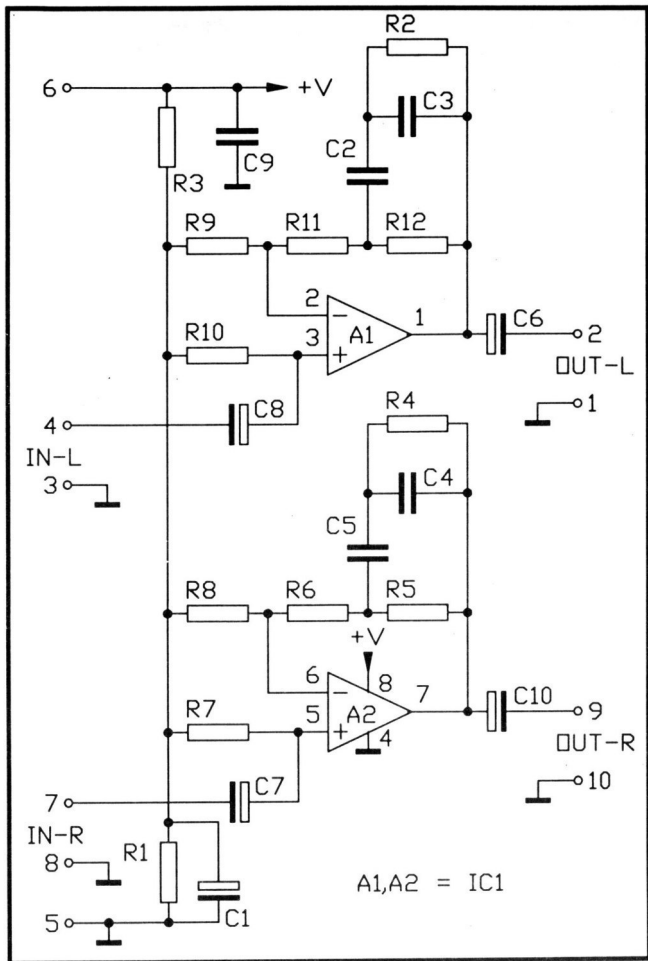 R2
6
+V
C3
C2
C9
R3
R9
R11
R12
2
−
1
A1
R10
3
+
C6
2
OUT-L
C8
R4
1
4
IN-L
C4
3
C5
R8
R6
R5
+V
6
−
8
7
A2
R7
5
+
4
C10
9
OUT-R
C7
7
10
IN-R
R1
8
A1,A2 = IC1
C1
5